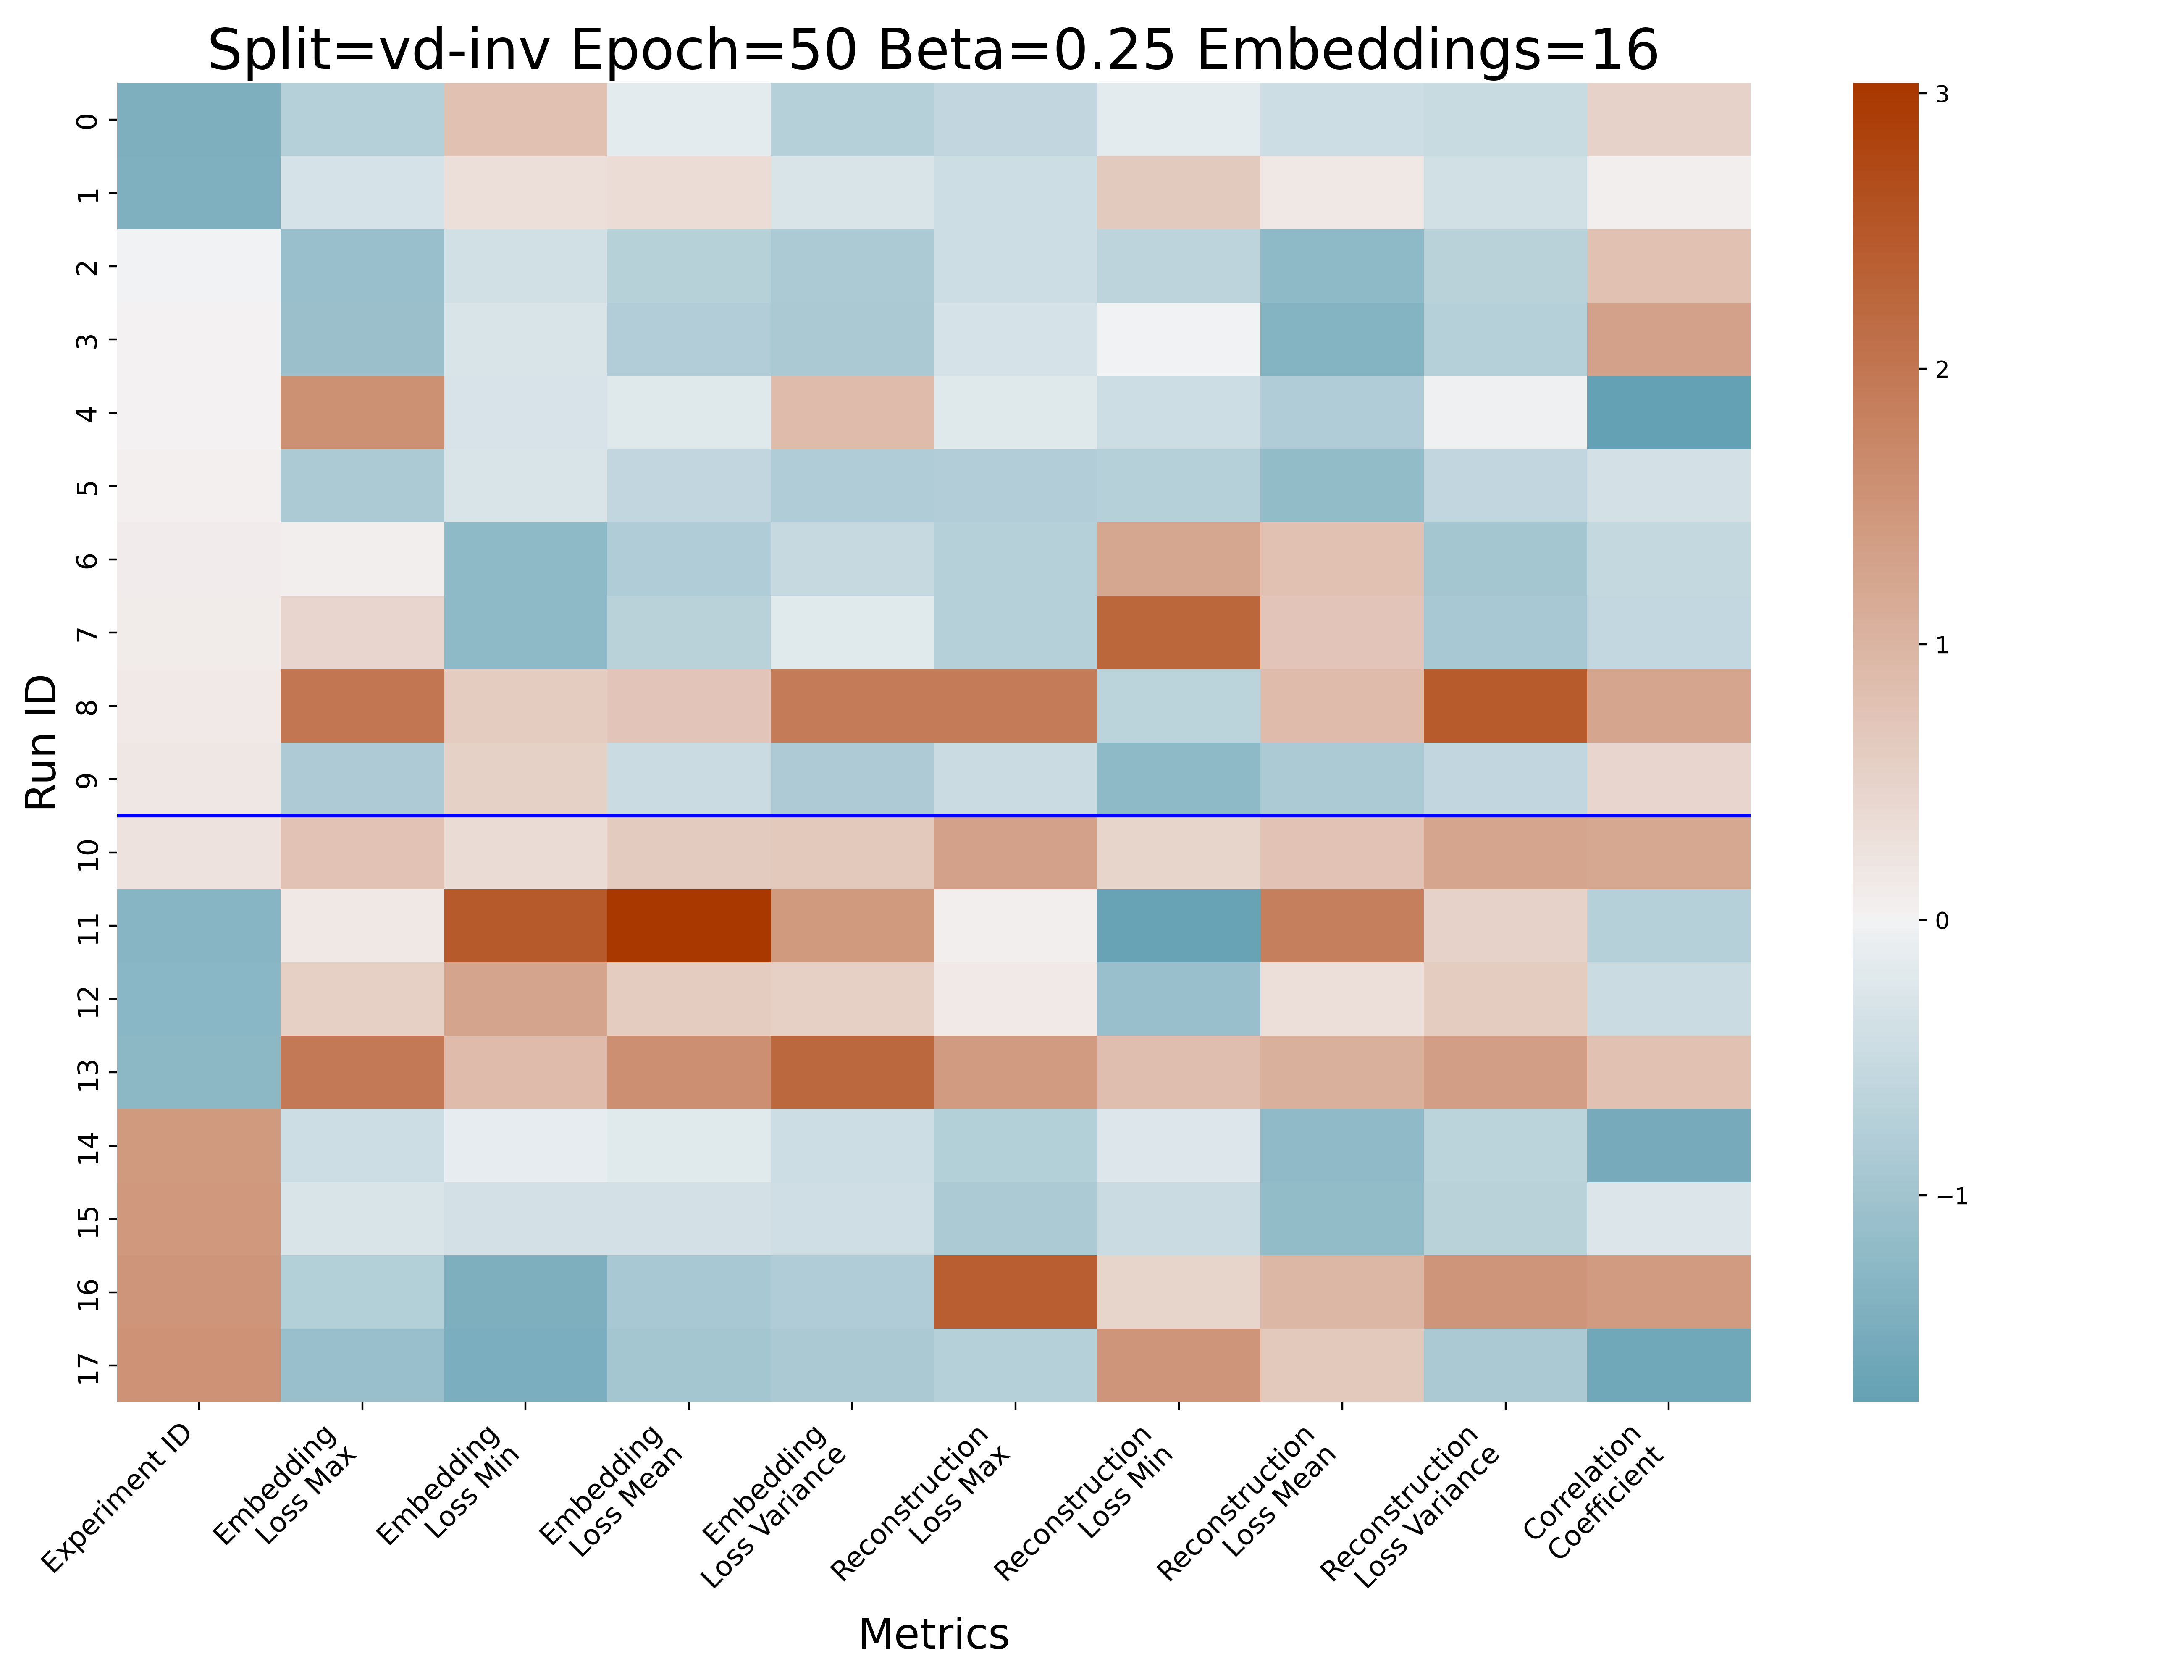 Split=vd-inv Epoch=50 Beta=0.25 Embeddings=16
Run ID
0
1
2
3
4
5
6
7
8
9
10
11
12
13
14
15
16
17
Experiment ID
Embedding
Loss Max
Embedding
Loss Min
Embedding
Loss Mean
Embedding
Loss Variance
Reconstruction
Loss Max
Reconstruction
Loss Min
Reconstruction
Loss Mean
Reconstruction
Loss Variance
Correlation
Coefficient
Metrics
3
2
1
0
−1